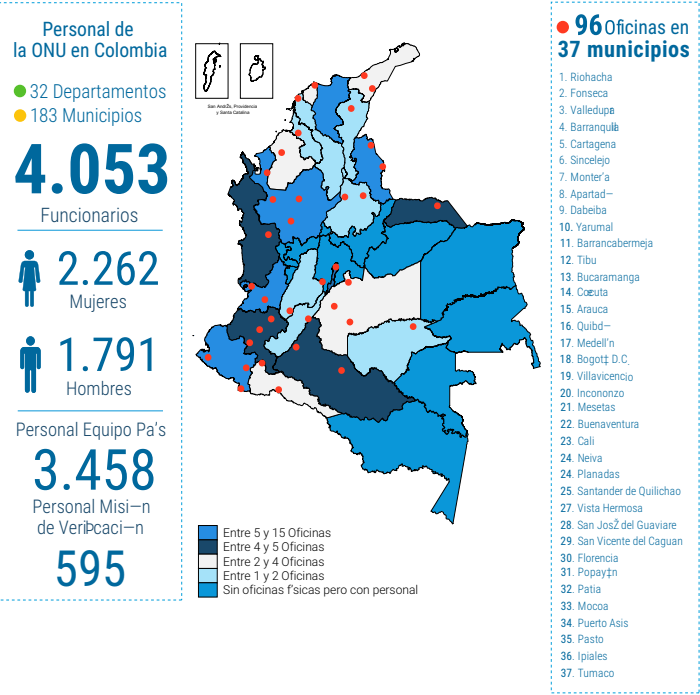 Personal de
la ONU en Colombia
32 Departamentos
183 Municipios
4.053
Funcionarios
2.262
Mujeres
1.791
Hombres
Personal Equipo Pa’s
3.458
Personal Misi—n
de VeriÞcaci—n
595
San AndrŽs, Providencia
y Santa Catalina
Entre 5 y 15 Oficinas
Entre 4 y 5 Oficinas
Entre 2 y 4 Oficinas
Entre 1 y 2 Oficinas
Sin oficinas f’sicas pero con personal
96 Oficinas en
37 municipios
1. Riohacha
2. Fonseca
3. Valledupar
4. Barranquilla
5. Cartagena
6. Sincelejo
7. Monter’a
8. Apartad—
9. Dabeiba
10. Yarumal
11. Barrancabermeja
12. Tibu
13. Bucaramanga
14. Cœcuta
15. Arauca
16. Quibd—
17. Medell’n
18. Bogot‡ D.C.
19. Villavicencio
20. Incononzo
21. Mesetas
22. Buenaventura
23. Cali
24. Neiva
24. Planadas
25. Santander de Quilichao
27. Vista Hermosa
28. San JosŽ del Guaviare
29. San Vicente del Caguan
30. Florencia
31. Popay‡n
32. Patia
33. Mocoa
34. Puerto Asis
35. Pasto
36. Ipiales
37. Tumaco